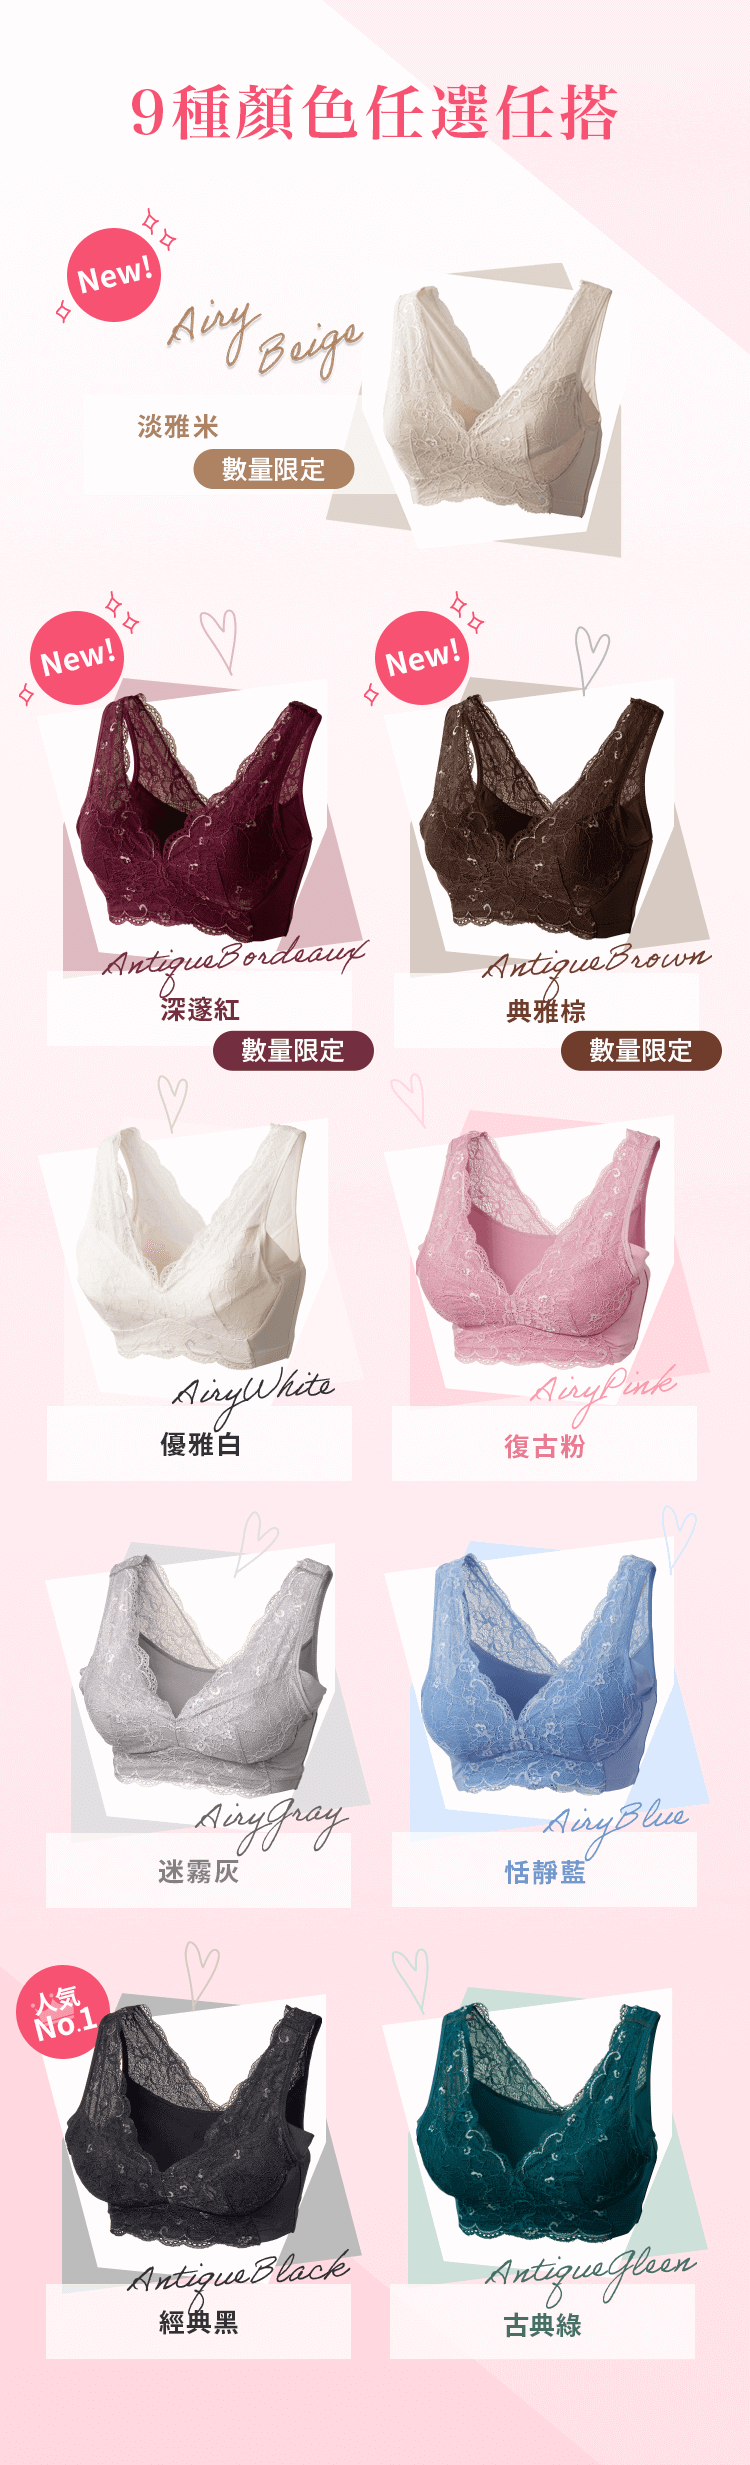 9種顏色任選任搭
New!
Airy
Beige
淡雅米
數量限定
New!
New!
AntiqueBordeaux
深邃紅
數量限定
AntiqueBrown
典雅棕
數量限定
AiryWhite
優雅白
AiryPink
復古粉
AiryGray
迷霧灰
AiryBlue
恬靜藍
人気
No.1
AntiqueBlack
經典黑
AntiqueGleen
古典綠